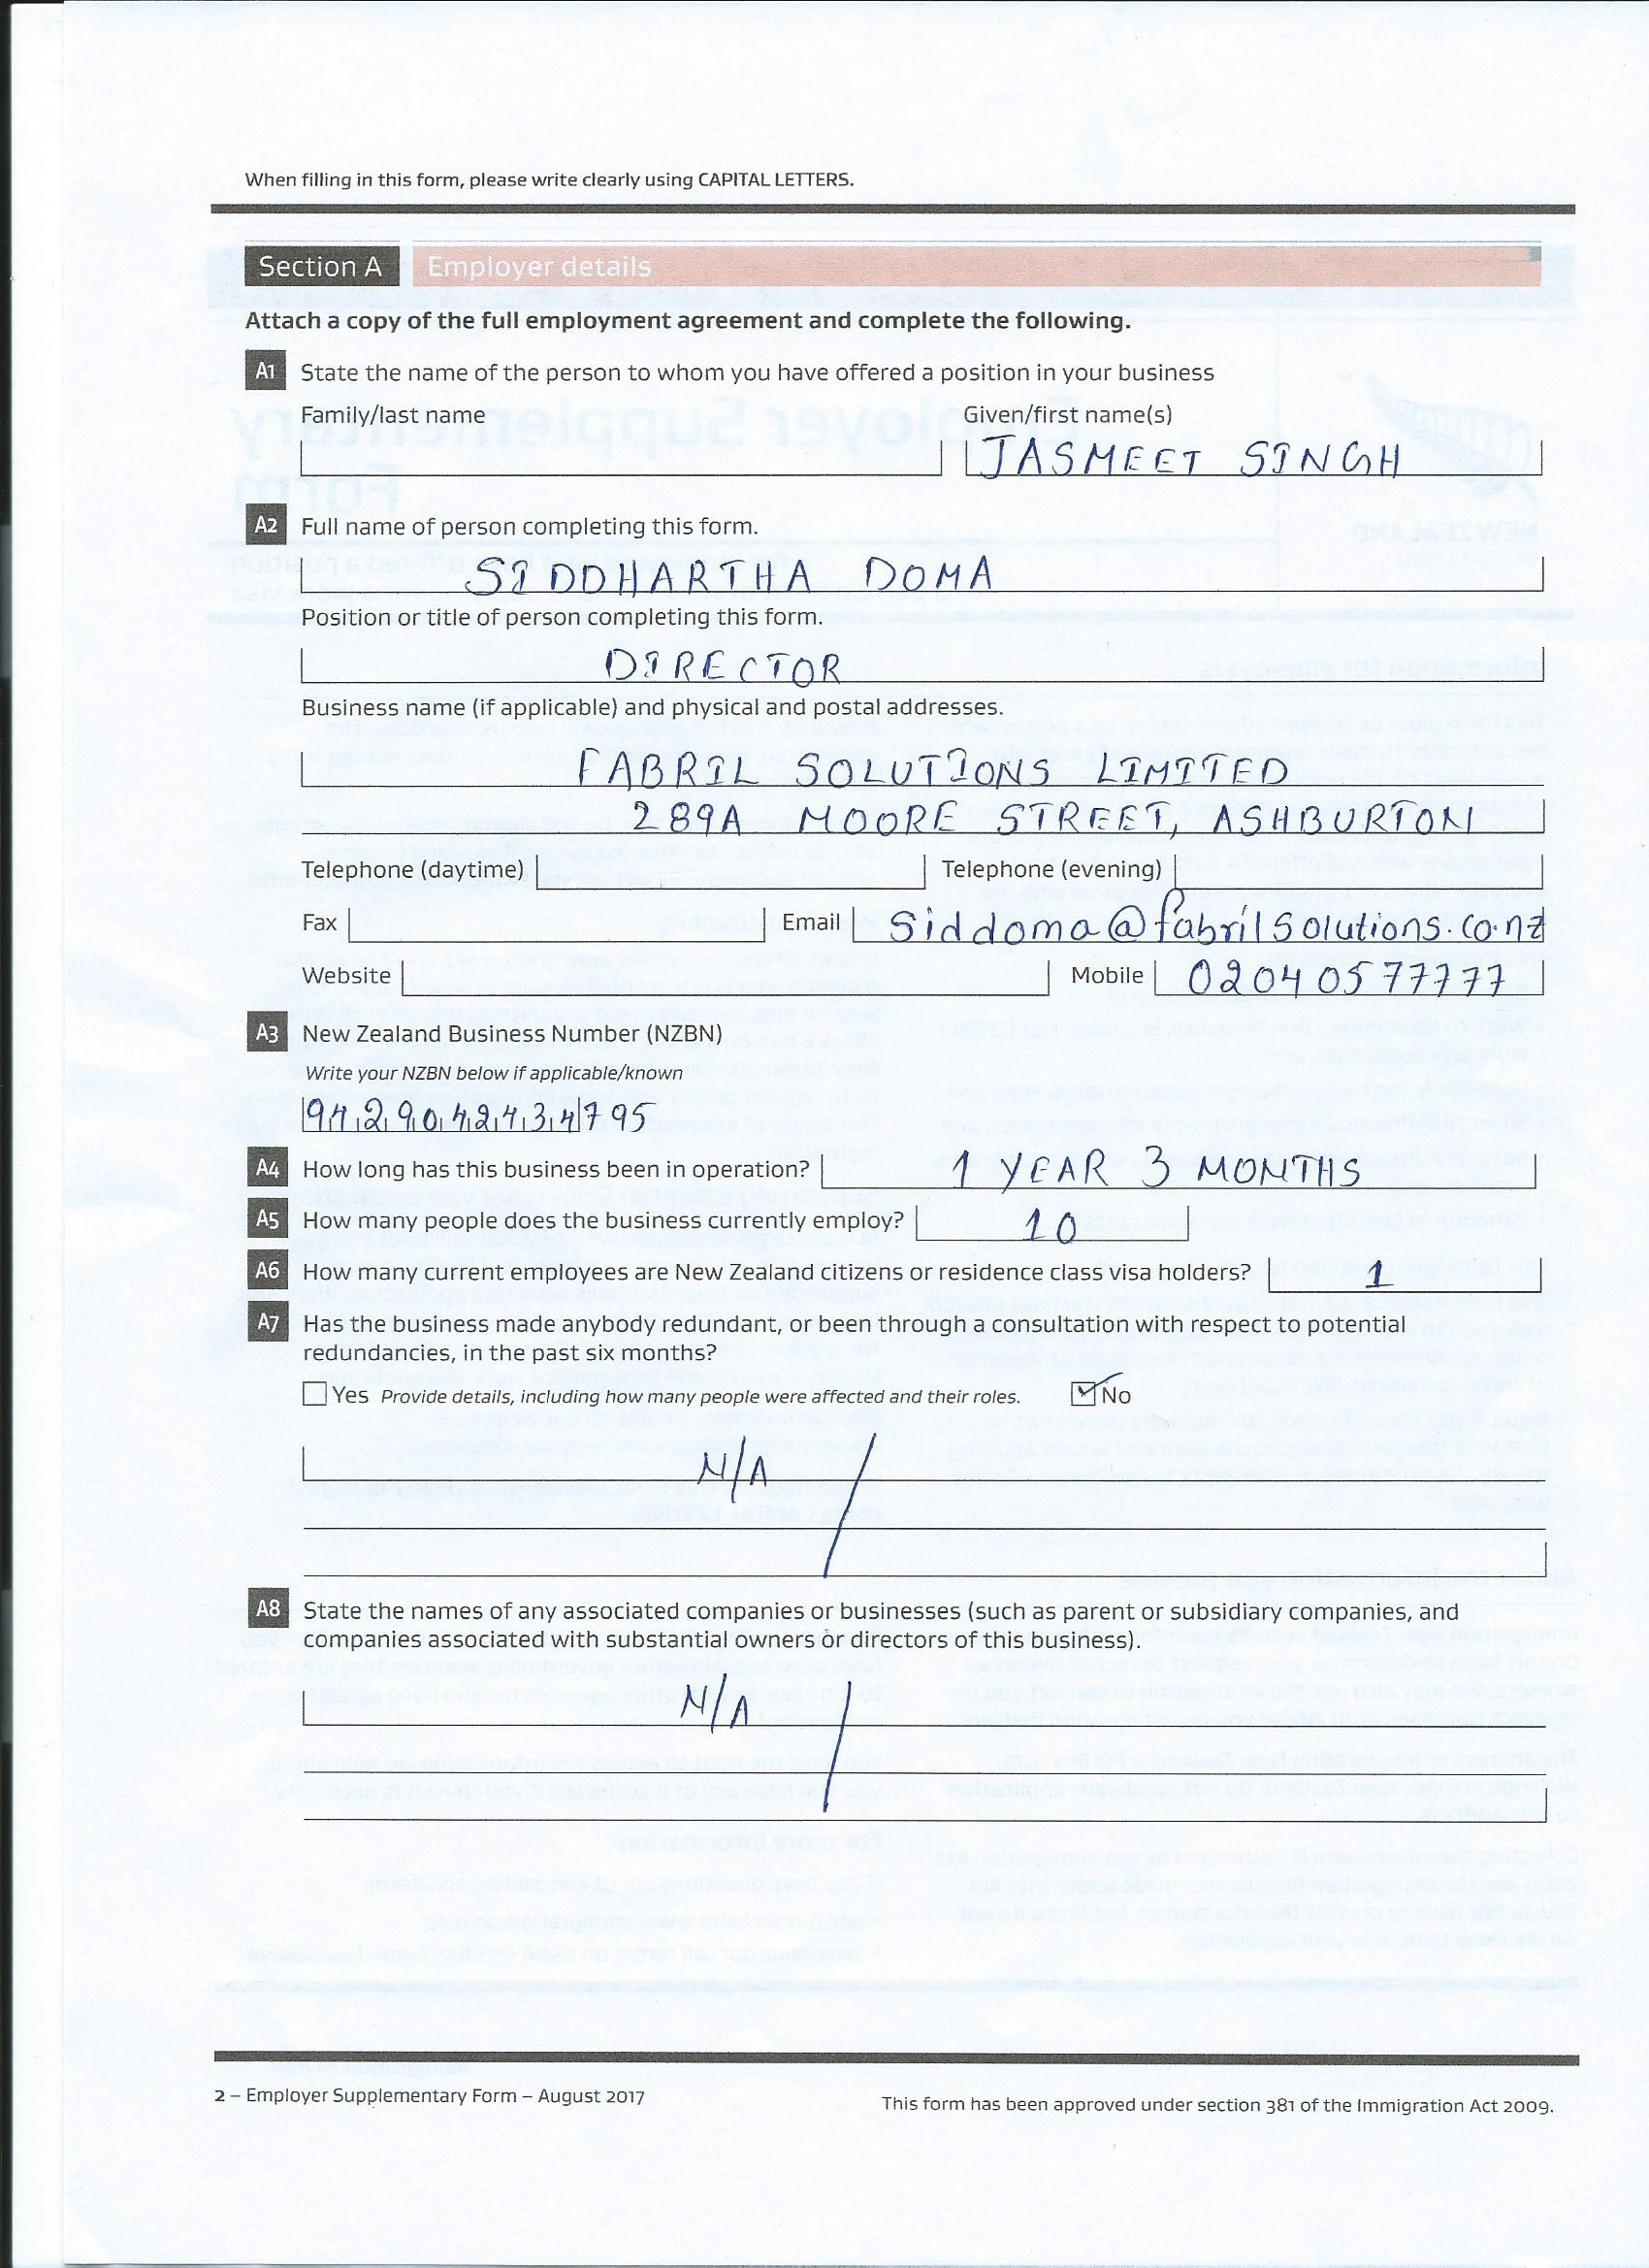 When filling in this form, please write clearly using CAPITAL LETTERS.
Section A Employer details
Attach a copy of the full employment agreement and complete the following.
A1 State the name of the person to whom you have offered a position in your business
Family/last name Given/first name(s)
JASMEET SINGH
A2 Full name of person completing this form.
SIDDHARTHA DOMA
Position or title of person completing this form.
DIRECTOR
Business name (if applicable) and physical and postal addresses.
FABRIL SOLUTIONS LIMITED
289A MOORE STREET, ASHBURTON
Telephone (daytime) Telephone (evening)
Fax Email Siddoma@fabrilsolutions.co.nz
Website Mobile 02040577777
A3 New Zealand Business Number (NZBN)
Write your NZBN below if applicable/known
9429042434795
A4 How long has this business been in operation? 1 YEAR 3 MONTHS
A5 How many people does the business currently employ? 10
A6 How many current employees are New Zealand citizens or residence class visa holders? 1
A7 Has the business made anybody redundant, or been through a consultation with respect to potential
redundancies, in the past six months?
Yes Provide details, including how many people were affected and their roles. No
N/A
A8 State the names of any associated companies or businesses (such as parent or subsidiary companies, and
companies associated with substantial owners or directors of this business).
N/A
2 – Employer Supplementary Form – August 2017 This form has been approved under section 381 of the Immigration Act 2009.